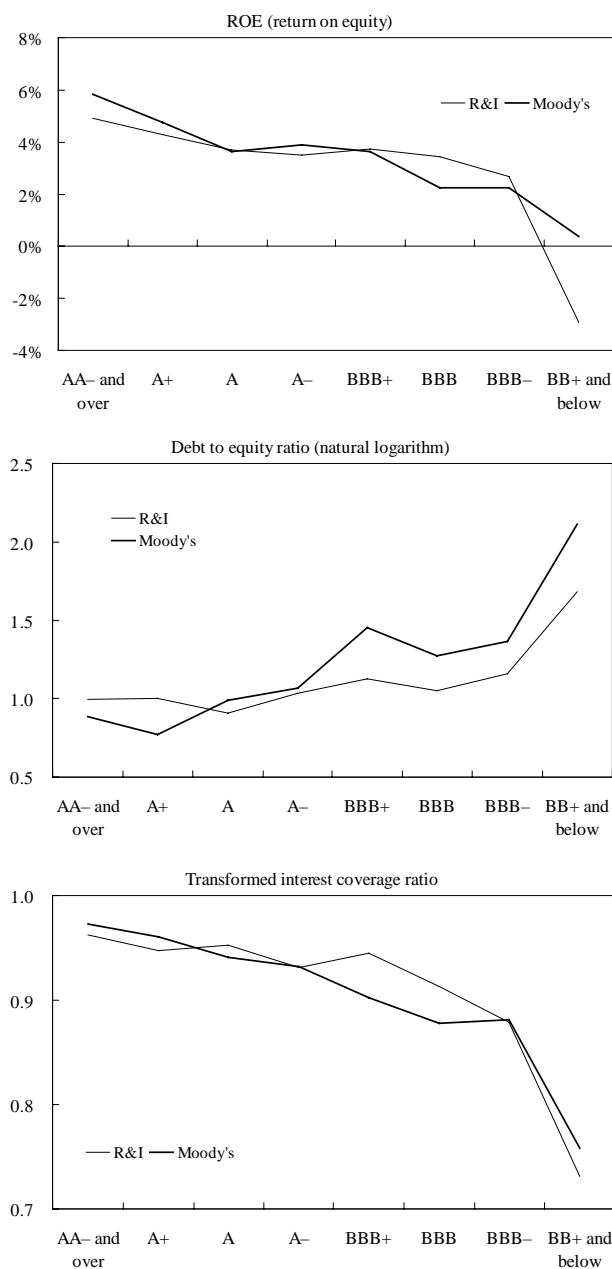 ROE (return on equity)
8%
6%
R&I Moody's
4%
2%
0%
-2%
-4%
AA– and over A+ A A– BBB+ BBB BBB– BB+ and below
Debt to equity ratio (natural logarithm)
2.5
R&I
Moody's
2.0
1.5
1.0
0.5
AA– and over A+ A A– BBB+ BBB BBB– BB+ and below
Transformed interest coverage ratio
1.0
0.9
0.8
R&I Moody's
0.7
AA– and over A+ A A– BBB+ BBB BBB– BB+ and below